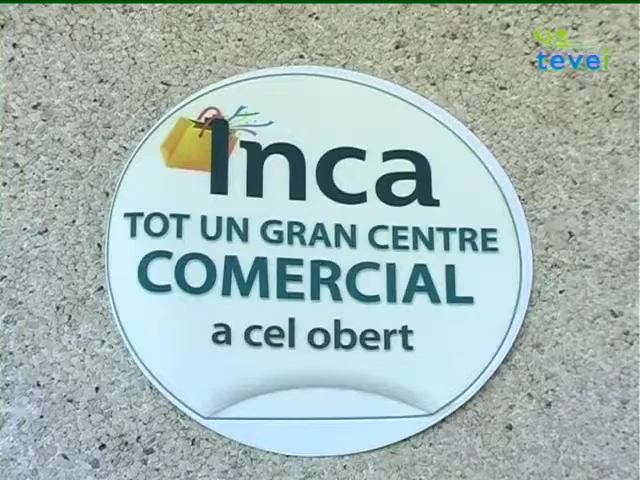 tevei
Inca
TOT UN GRAN CENTRE
COMERCIAL
a cel obert